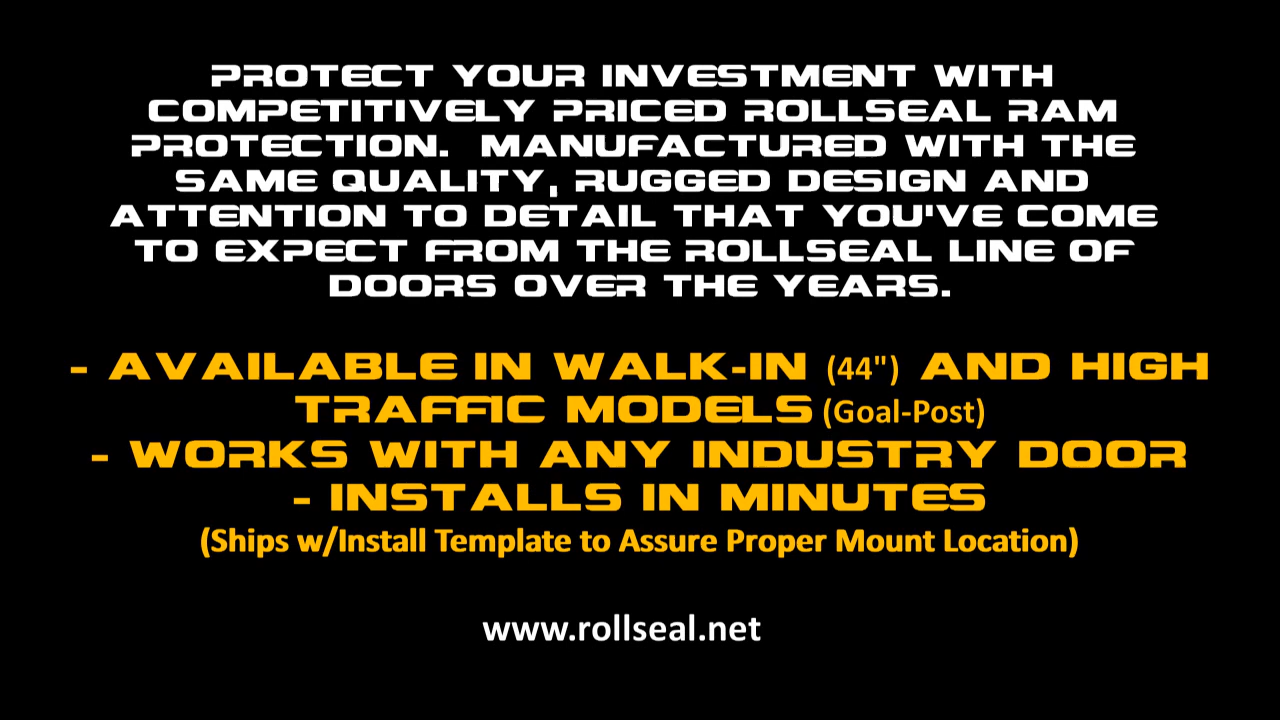 PROTECT YOUR INVESTMENT WITH
COMPETITIVELY PRICED ROLLSEAL RAM
PROTECTION.  MANUFACTURED WITH THE
SAME QUALITY, RUGGED DESIGN AND
ATTENTION TO DETAIL THAT YOU'VE COME
TO EXPECT FROM THE ROLLSEAL LINE OF
DOORS OVER THE YEARS.
- AVAILABLE IN WALK-IN (44") AND HIGH
TRAFFIC MODELS (Goal-Post)
- WORKS WITH ANY INDUSTRY DOOR
- INSTALLS IN MINUTES
(Ships w/Install Template to Assure Proper Mount Location)
www.rollseal.net